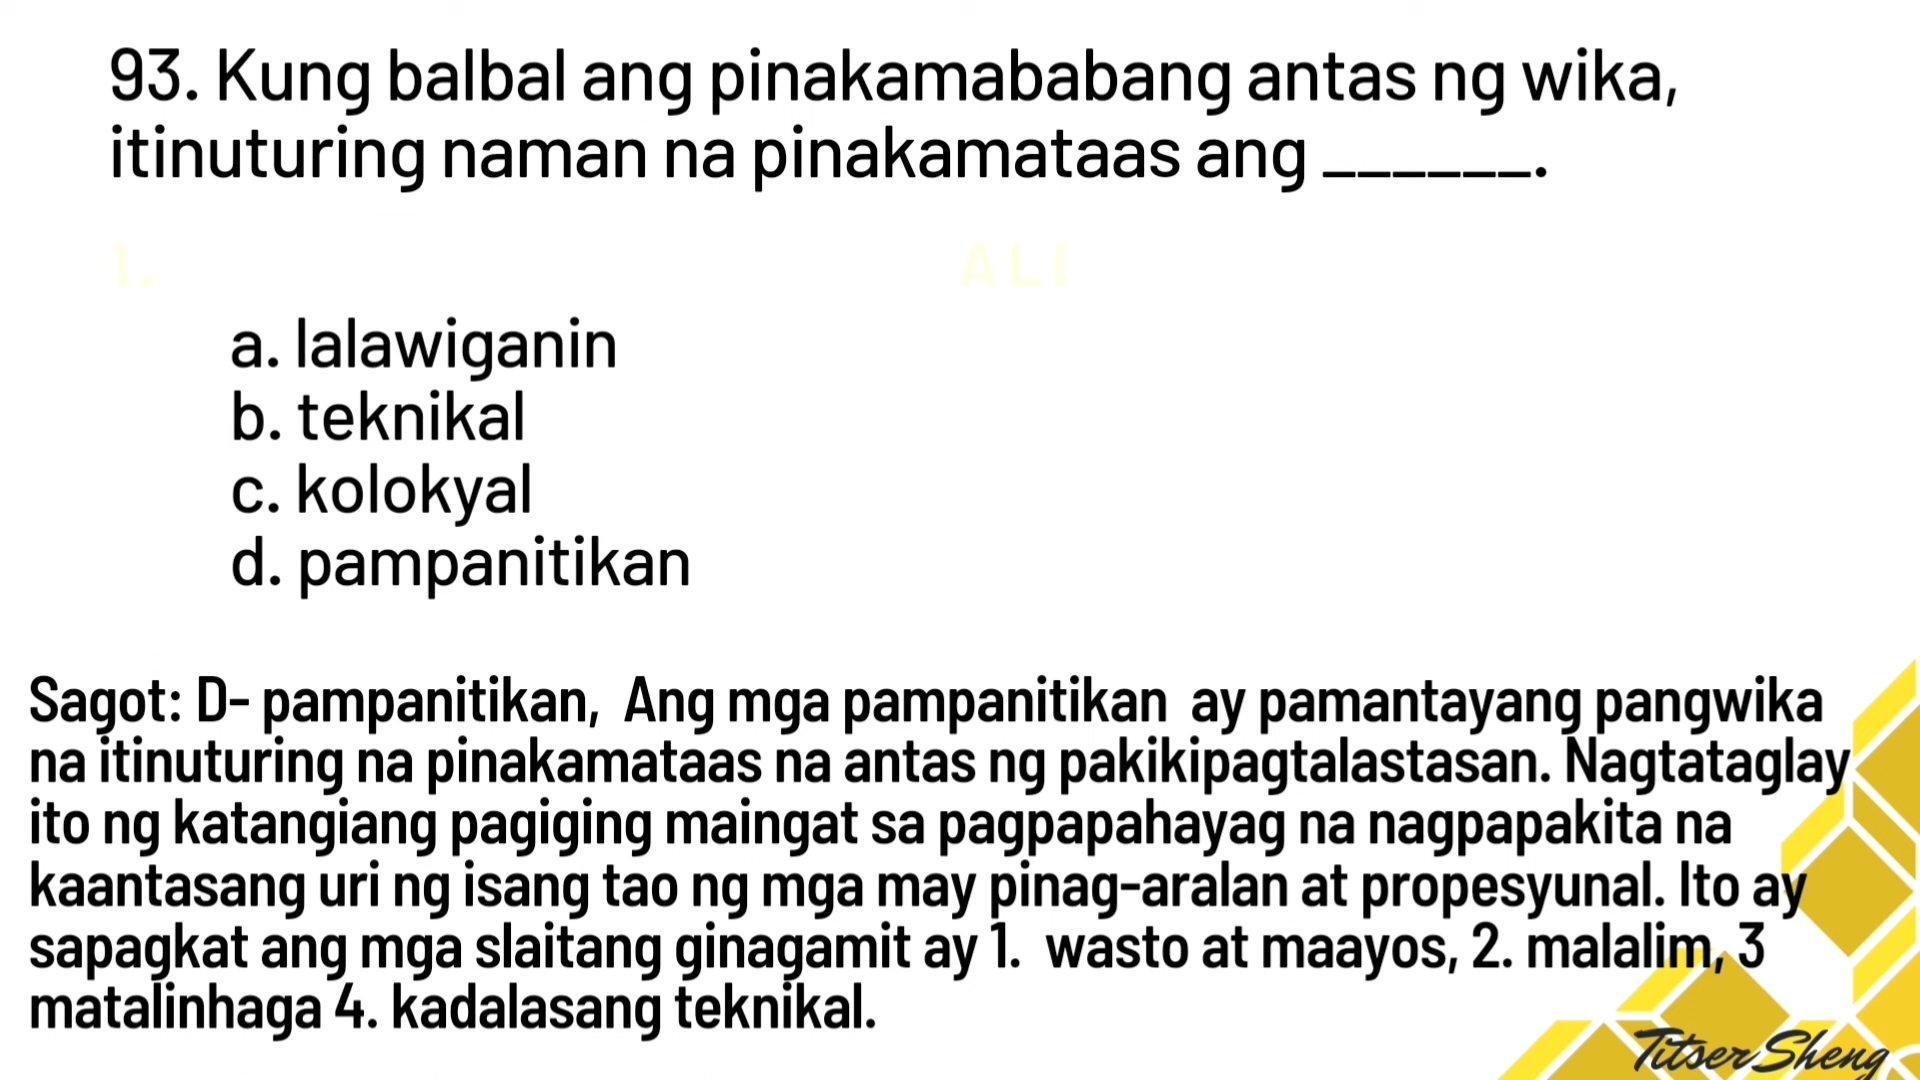 93. Kung balbal ang pinakamababang antas ng wika,
itinuturing naman na pinakamataas ang ______.
1. ALI
a. lalawiganin
b. teknikal
c. kolokyal
d. pampanitikan
Sagot: D- pampanitikan, Ang mga pampanitikan ay pamantayang pangwika
na itinuturing na pinakamataas na antas ng pakikipagtalastasan. Nagtataglay
ito ng katangiang pagiging maingat sa pagpapahayag na nagpapakita na
kaantasang uri ng isang tao ng mga may pinag-aralan at propesyunal. Ito ay
sapagkat ang mga slaitang ginagamit ay 1. wasto at maayos, 2. malalim, 3
matalinhaga 4. kadalasang teknikal.
Titser Sheng